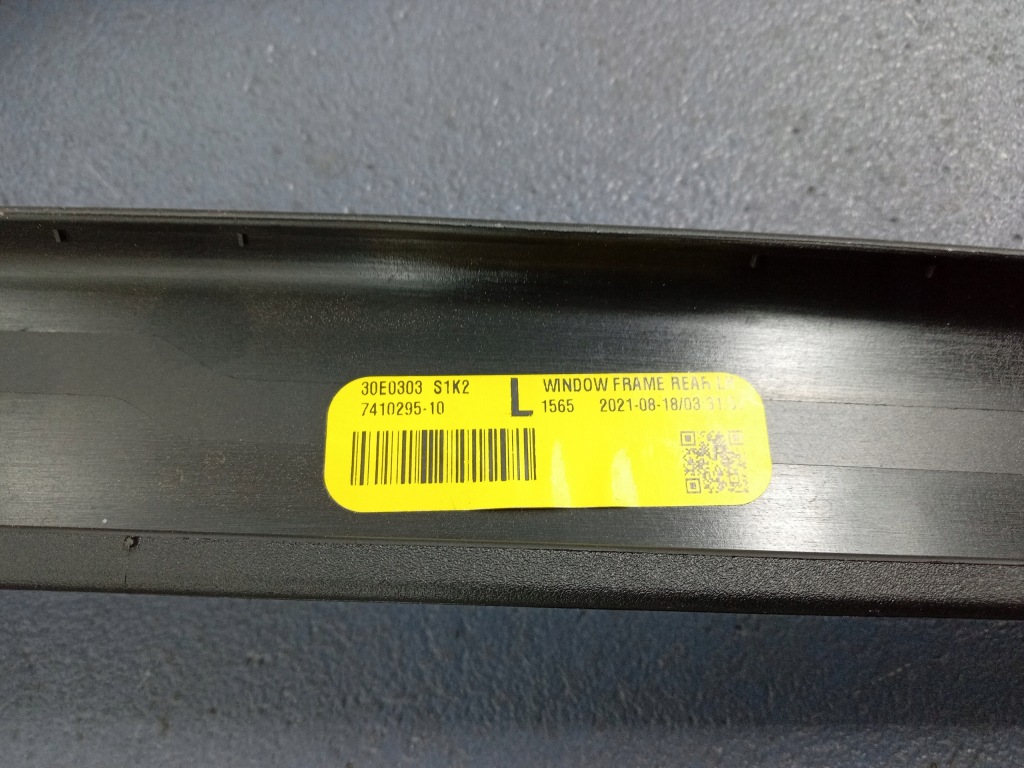 30E0303 S1K2 L WINDOW FRAME REAR
7410295-10 1565 2021-08-18/03